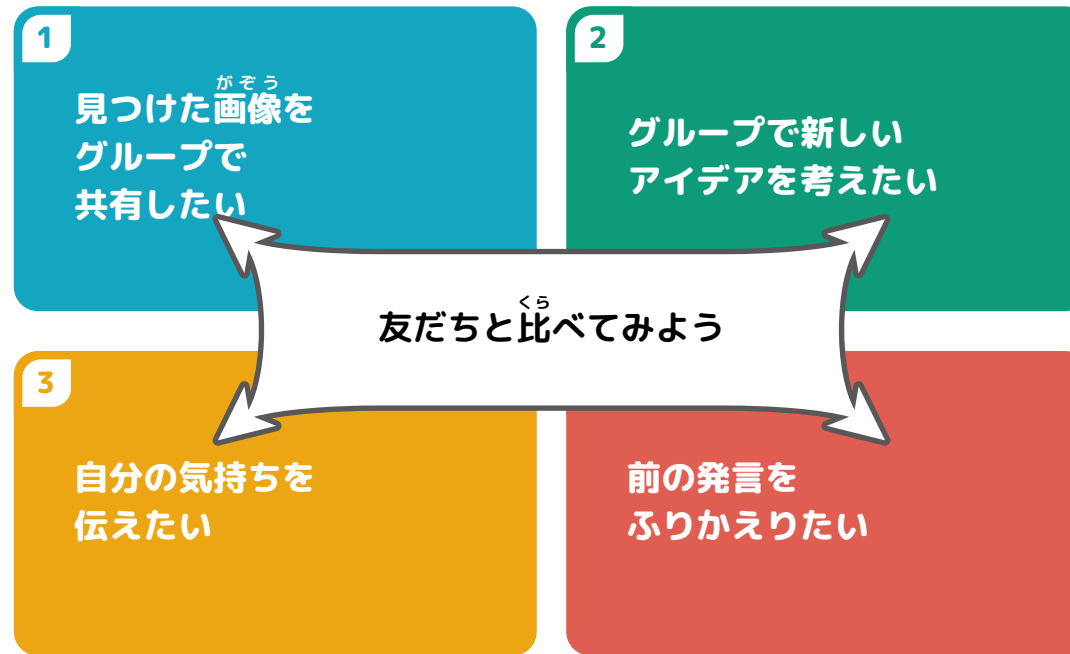 1
見つけた画像を
がぞう
グループで
共有したい
2
グループで新しい
アイデアを考えたい
友だちと比べてみよう
くら
3
自分の気持ちを
伝えたい
前の発言を
ふりかえりたい